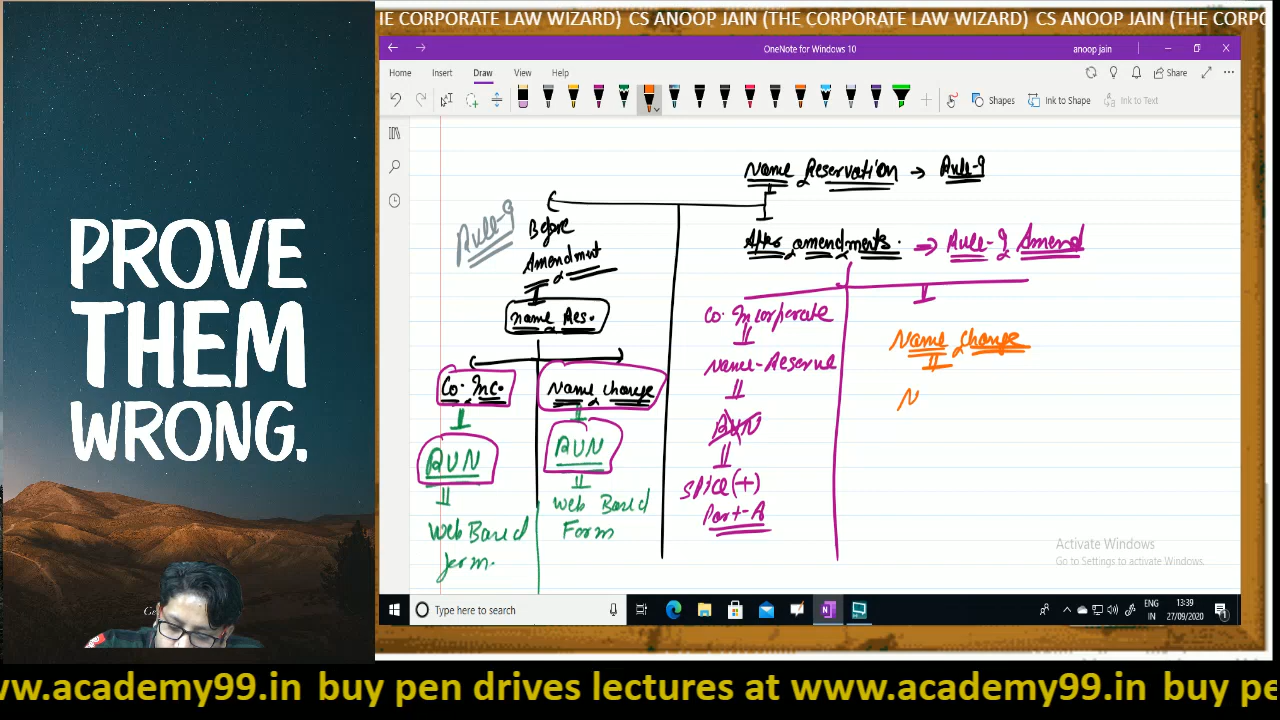 IE CORPORATE LAW WIZARD) CS ANOOP JAIN (THE CORPORATE LAW WIZARD) CS ANOOP JAIN (THE CORPO
OneNote for Windows 10
anoop jain
Home Insert Draw View Help
Share
Shapes
Ink to Shape
Ink to Text
PROVE
THEM
WRONG.
Name Reservation → Rule-9
Rule-9
Before
Amendment
After amendments. ⇒ Rule-9 Amend
Name Res.
Co. Incorporate
Name change
Name-Reserve
Co. Inc.
Name change
N
RUN
RUN
RUN
Spice(+)
Part-A
Web Based
Form
Web Based
Form.
Activate Windows
Go to Settings to activate Windows.
Type here to search
ENG
IN
13:39
27/09/2020
ww.academy99.in buy pen drives lectures at www.academy99.in buy pe